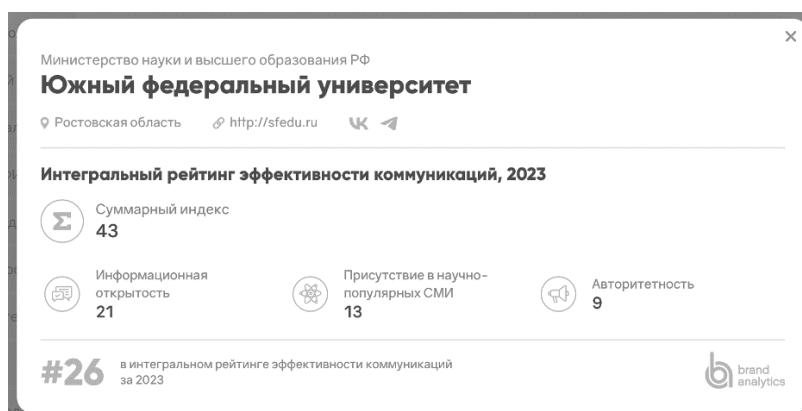 Министерство науки и высшего образования РФ
Южный федеральный университет
Ростовская область http://sfedu.ru
Интегральный рейтинг эффективности коммуникаций, 2023
Σ
Суммарный индекс
43
Информационная
открытость
21
Присутствие в научно-
популярных СМИ
13
Авторитетность
9
#26
в интегральном рейтинге эффективности коммуникаций
за 2023
brand
analytics